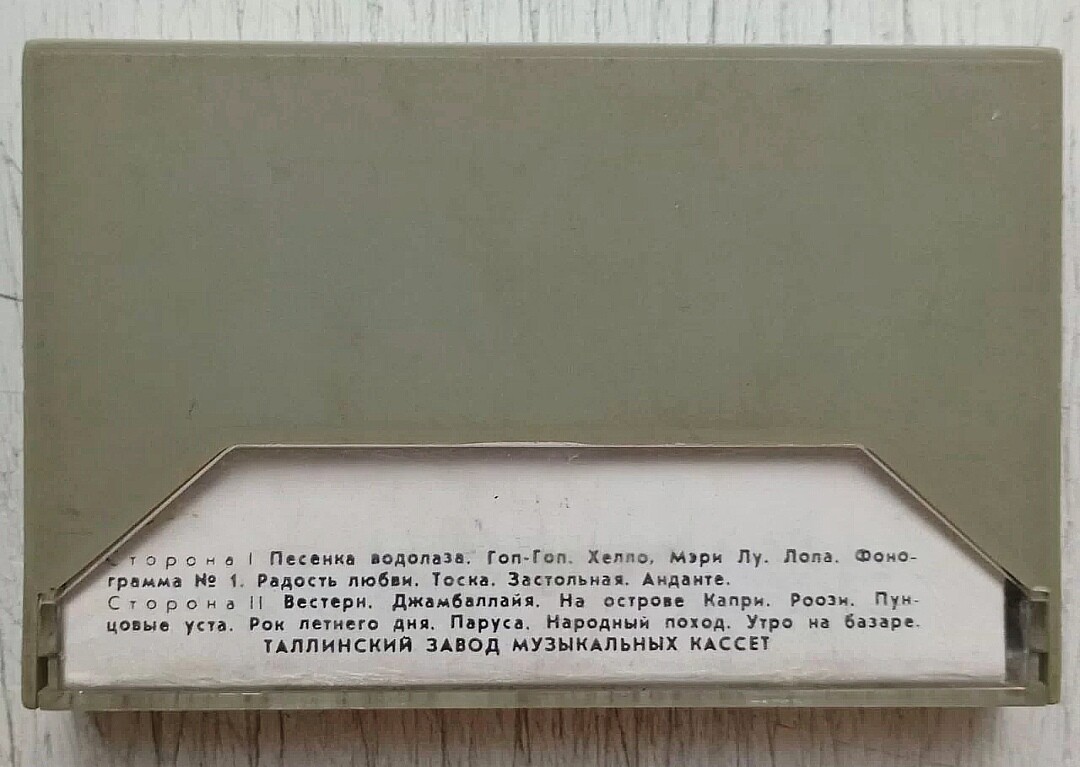 Сторона I Песенка водолаза. Гоп-Гоп. Хелло, Мэри Лу. Лола. Фоно-
грамма № 1. Радость любви. Тоска. Застольная. Анданте.
Сторона II Вестерн. Джамбаллайя. На острове Капри. Роози. Пун-
цовые уста. Рок летнего дня. Паруса. Народный поход. Утро на базаре.
ТАЛЛИНСКИЙ ЗАВОД МУЗЫКАЛЬНЫХ КАССЕТ